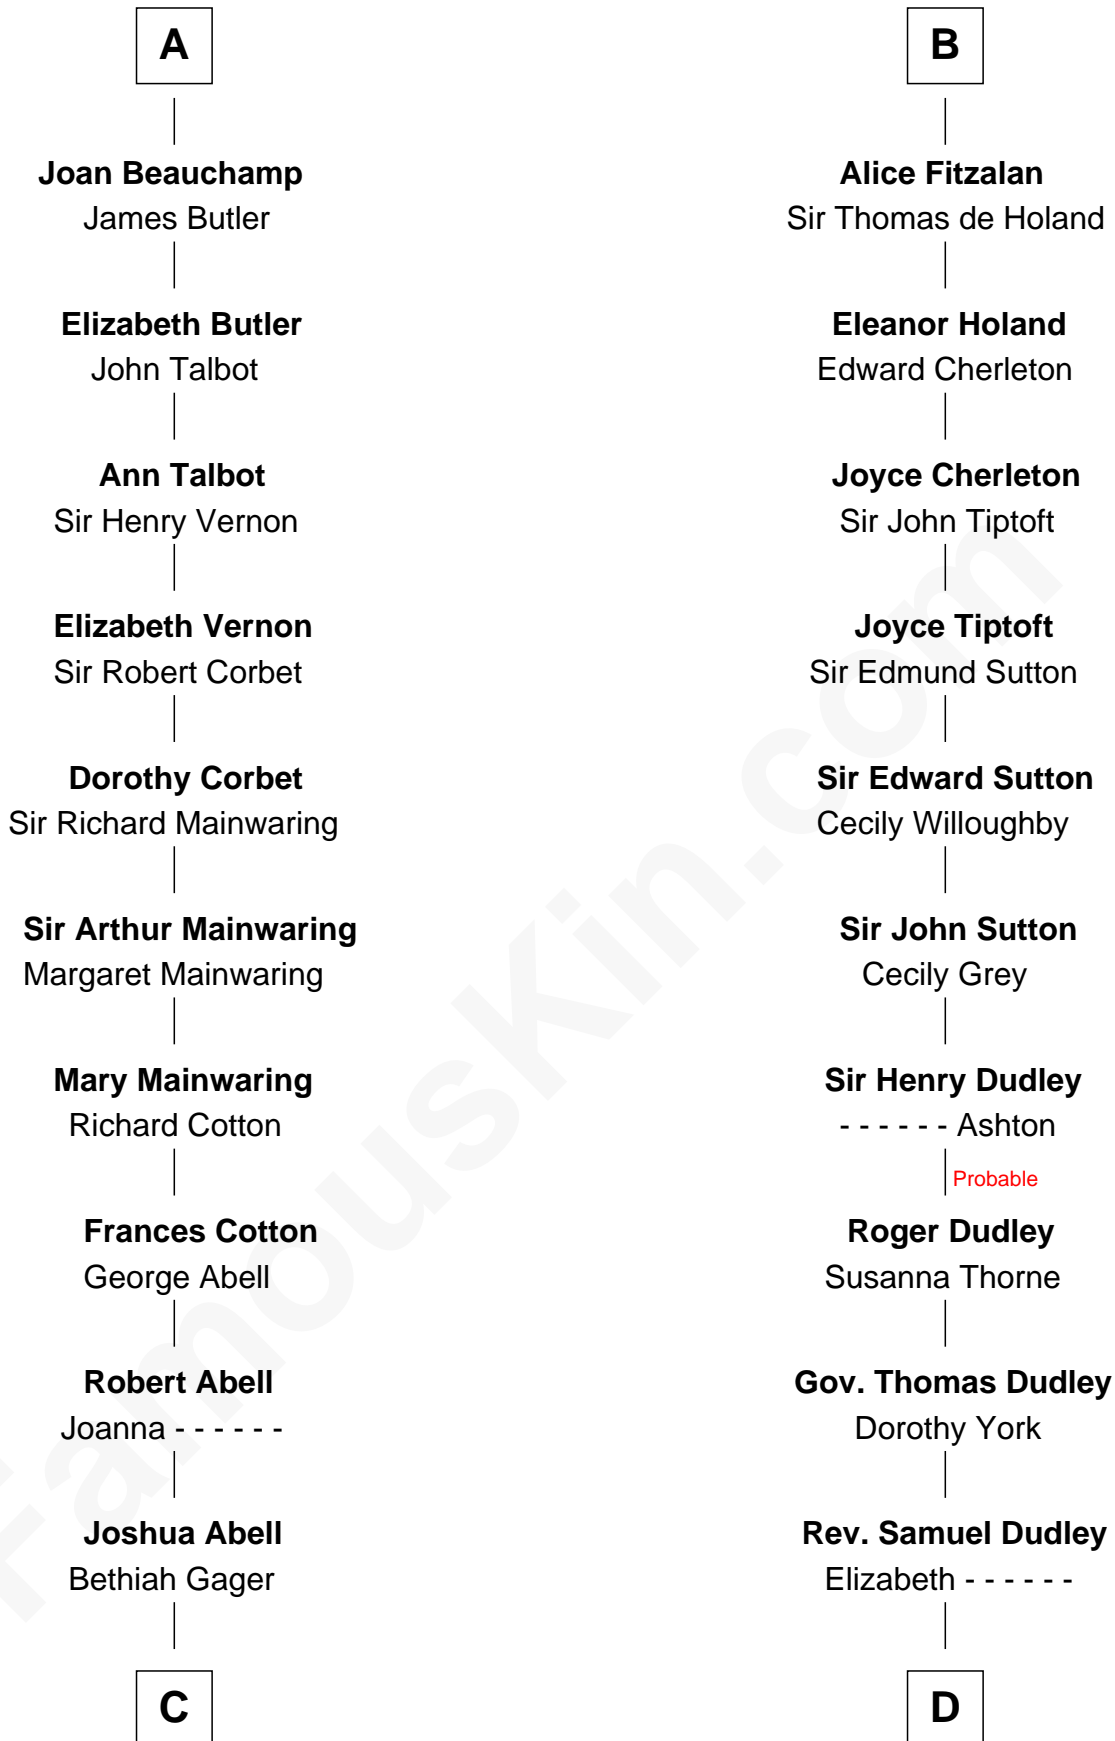 A
Joan Beauchamp
James Butler
Elizabeth Butler
John Talbot
Ann Talbot
Sir Henry Vernon
Elizabeth Vernon
Sir Robert Corbet
Dorothy Corbet
Sir Richard Mainwaring
Sir Arthur Mainwaring
Margaret Mainwaring
Mary Mainwaring
Richard Cotton
Frances Cotton
George Abell
Robert Abell
Joanna - - - - - -
Joshua Abell
Bethiah Gager
C
B
Alice Fitzalan
Sir Thomas de Holand
Eleanor Holand
Edward Cherleton
Joyce Cherleton
Sir John Tiptoft
Joyce Tiptoft
Sir Edmund Sutton
Sir Edward Sutton
Cecily Willoughby
Sir John Sutton
Cecily Grey
Sir Henry Dudley
- - - - - - Ashton
Probable
Roger Dudley
Susanna Thorne
Gov. Thomas Dudley
Dorothy York
Rev. Samuel Dudley
Elizabeth - - - - - -
D
FamousKin.com